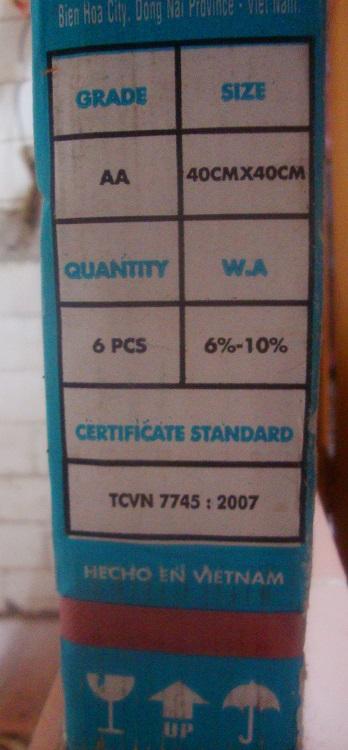 Bien Hoa City, Dong Nai Province - Viet Nam.
GRADE SIZE
AA 40CMX40CM
QUANTITY W.A
6 PCS 6%-10%
CERTIFICATE STANDARD
TCVN 7745 : 2007
HECHO EN VIETNAM
UP